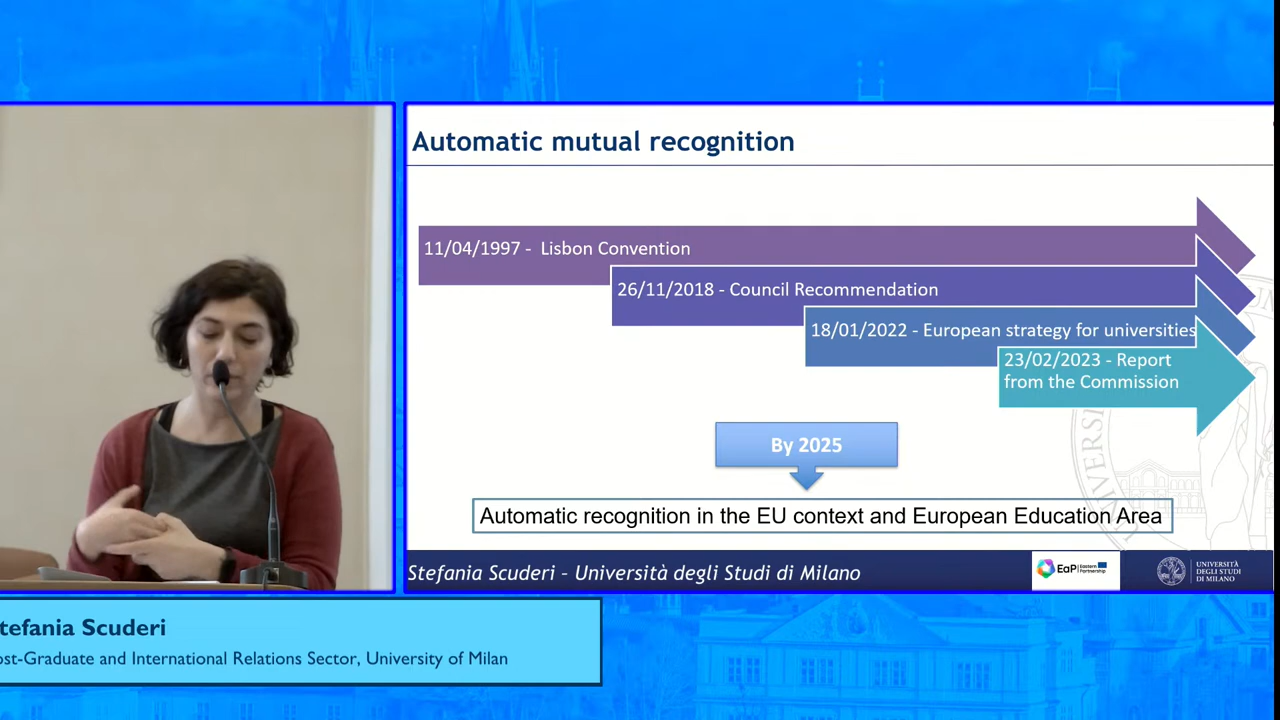 Automatic mutual recognition
11/04/1997 - Lisbon Convention
26/11/2018 - Council Recommendation
18/01/2022 - European strategy for universities
23/02/2023 - Report
from the Commission
By 2025
Automatic recognition in the EU context and European Education Area
Stefania Scuderi – Università degli Studi di Milano
EaP Eastern
Partnership
UNIVERSITÀ
DEGLI STUDI
DI MILANO
tefania Scuderi
ost-Graduate and International Relations Sector, University of Milan